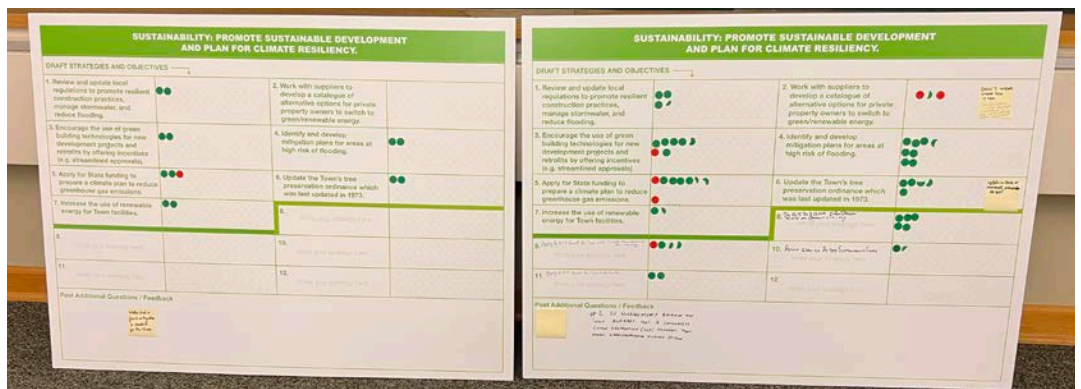 SUSTAINABILITY: PROMOTE SUSTAINABLE DEVELOPMENT
AND PLAN FOR CLIMATE RESILIENCY.
DRAFT STRATEGIES AND OBJECTIVES
1. Review and update local
regulations to promote resilient
construction practices,
manage stormwater, and
reduce flooding.
2. Work with suppliers to
develop a catalogue of
alternative options for private
property owners to switch to
green/renewable energy.
3. Encourage the use of green
building technologies for new
development projects and
retrofits by offering incentives
(e.g. streamlined approvals).
4. Identify and develop
mitigation plans for areas at
high risk of flooding.
5. Apply for State funding to
prepare a climate plan to reduce
greenhouse gas emissions.
6. Update the Town's tree
preservation ordinance which
was last updated in 1973.
7. Increase the use of renewable
energy for Town facilities.
8.
9.
10.
11.
12.
Post Additional Questions / Feedback
SUSTAINABILITY: PROMOTE SUSTAINABLE DEVELOPMENT
AND PLAN FOR CLIMATE RESILIENCY.
DRAFT STRATEGIES AND OBJECTIVES
1. Review and update local
regulations to promote resilient
construction practices,
manage stormwater, and
reduce flooding.
2. Work with suppliers to
develop a catalogue of
alternative options for private
property owners to switch to
green/renewable energy.
3. Encourage the use of green
building technologies for new
development projects and
retrofits by offering incentives
(e.g. streamlined approvals).
4. Identify and develop
mitigation plans for areas at
high risk of flooding.
5. Apply for State funding to
prepare a climate plan to reduce
greenhouse gas emissions.
6. Update the Town's tree
preservation ordinance which
was last updated in 1973.
7. Increase the use of renewable
energy for Town facilities.
8.
9.
10.
11.
12.
Post Additional Questions / Feedback